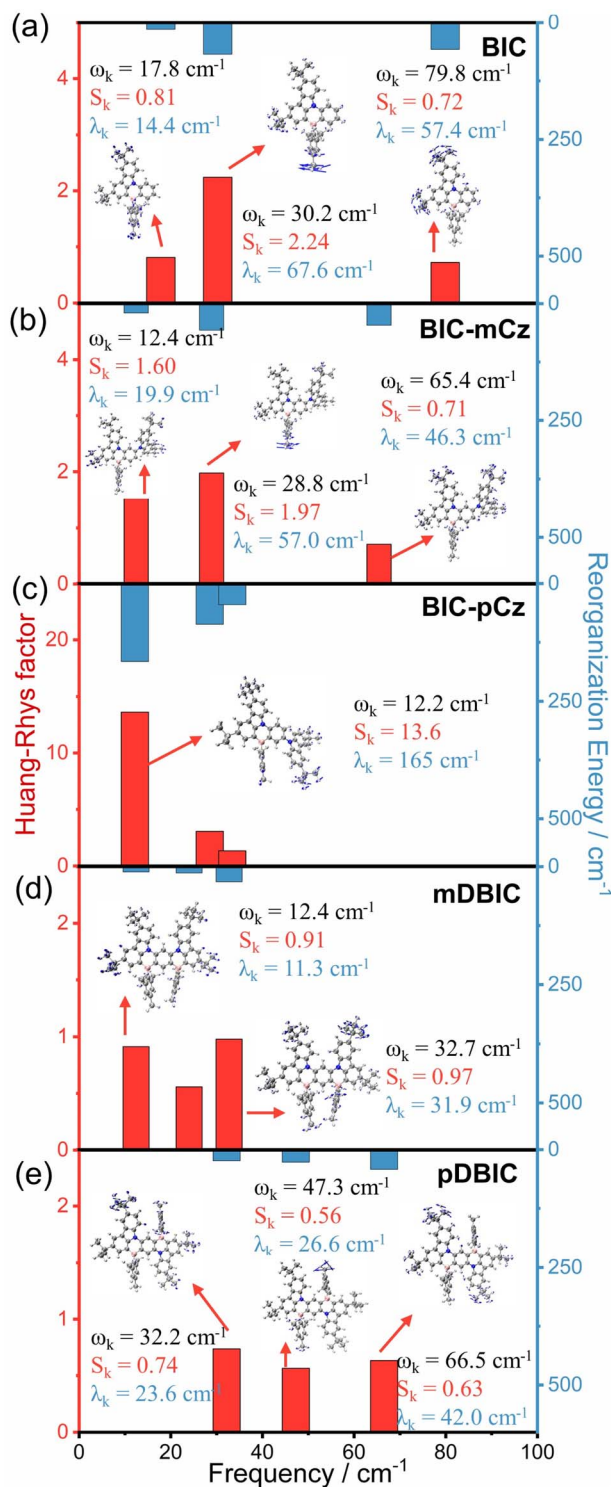 (a)
BIC
ωk = 17.8 cm-1
Sk = 0.81
λk = 14.4 cm-1
ωk = 30.2 cm-1
Sk = 2.24
λk = 67.6 cm-1
ωk = 79.8 cm-1
Sk = 0.72
λk = 57.4 cm-1
4
2
0
0
250
500
(b)
BIC-mCz
ωk = 12.4 cm-1
Sk = 1.60
λk = 19.9 cm-1
ωk = 28.8 cm-1
Sk = 1.97
λk = 57.0 cm-1
ωk = 65.4 cm-1
Sk = 0.71
λk = 46.3 cm-1
4
2
0
250
500
(c)
BIC-pCz
ωk = 12.2 cm-1
Sk = 13.6
λk = 165 cm-1
20
10
0
250
500
Huang-Rhys factor
Reorganization Energy / cm-1
(d)
mDBIC
ωk = 12.4 cm-1
Sk = 0.91
λk = 11.3 cm-1
ωk = 32.7 cm-1
Sk = 0.97
λk = 31.9 cm-1
2
1
0
250
500
(e)
pDBIC
ωk = 47.3 cm-1
Sk = 0.56
λk = 26.6 cm-1
ωk = 32.2 cm-1
Sk = 0.74
λk = 23.6 cm-1
ωk = 66.5 cm-1
Sk = 0.63
λk = 42.0 cm-1
2
1
0
250
500
0 20 40 60 80 100
Frequency / cm-1